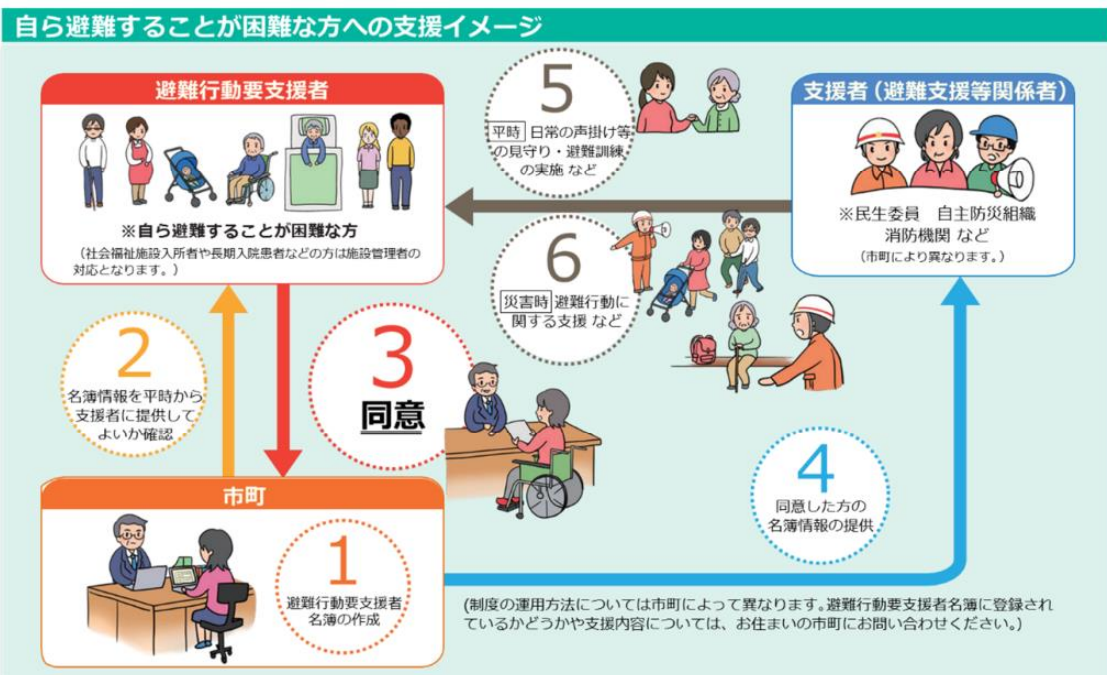 自ら避難することが困難な方への支援イメージ
避難行動要支援者
※自ら避難することが困難な方
（社会福祉施設入所者や長期入院患者などの方は施設管理者の
対応となります。）
5
平時 日常の声掛け等
の見守り・避難訓練
の実施 など
支援者（避難支援等関係者）
※民生委員　自主防災組織
消防機関 など
（市町により異なります。）
6
災害時 避難行動に
関する支援 など
2
名簿情報を平時から
支援者に提供して
よいか確認
3
同意
4
同意した方の
名簿情報の提供
市町
1
避難行動要支援者
名簿の作成
(制度の運用方法については市町によって異なります。避難行動要支援者名簿に登録され
ているかどうかや支援内容については、お住まいの市町にお問い合わせください。)